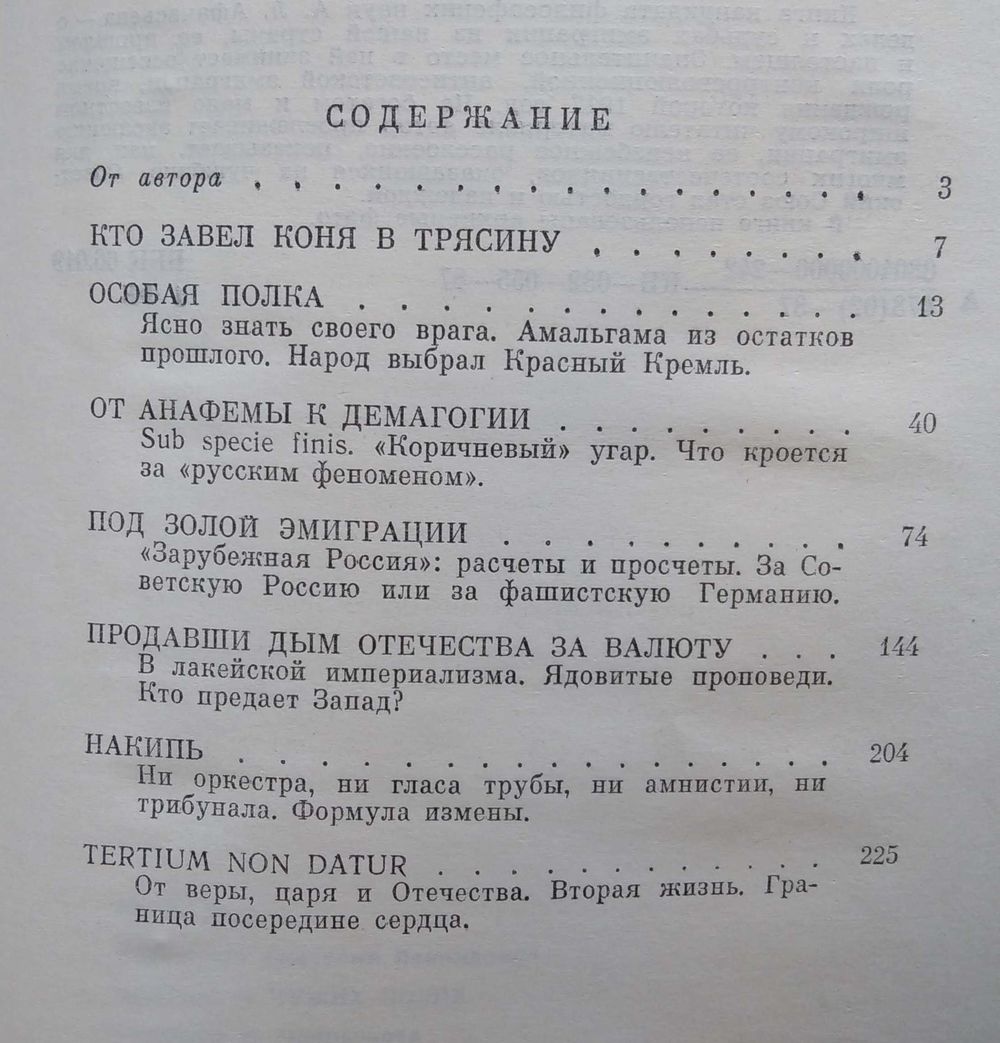 СОДЕРЖАНИЕ
От автора . . . . . . . . . . . . . . . . . . 3
КТО ЗАВЕЛ КОНЯ В ТРЯСИНУ . . . . . . . . 7
ОСОБАЯ ПОЛКА . . . . . . . . . . . . . . . 13
Ясно знать своего врага. Амальгама из остатков
прошлого. Народ выбрал Красный Кремль.
ОТ АНАФЕМЫ К ДЕМАГОГИИ . . . . . . . . . 40
Sub specie finis. «Коричневый» угар. Что кроется
за «русским феноменом».
ПОД ЗОЛОЙ ЭМИГРАЦИИ . . . . . . . . . . . 74
«Зарубежная Россия»: расчеты и просчеты. За Со-
ветскую Россию или за фашистскую Германию.
ПРОДАВШИ ДЫМ ОТЕЧЕСТВА ЗА ВАЛЮТУ . . . 144
В лакейской империализма. Ядовитые проповеди.
Кто предает Запад?
НАКИПЬ . . . . . . . . . . . . . . . . . 204
Ни оркестра, ни гласа трубы, ни амнистии, ни
трибунала. Формула измены.
TERTIUM NON DATUR . . . . . . . . . . . . 225
От веры, царя и Отечества. Вторая жизнь. Гра-
ница посередине сердца.